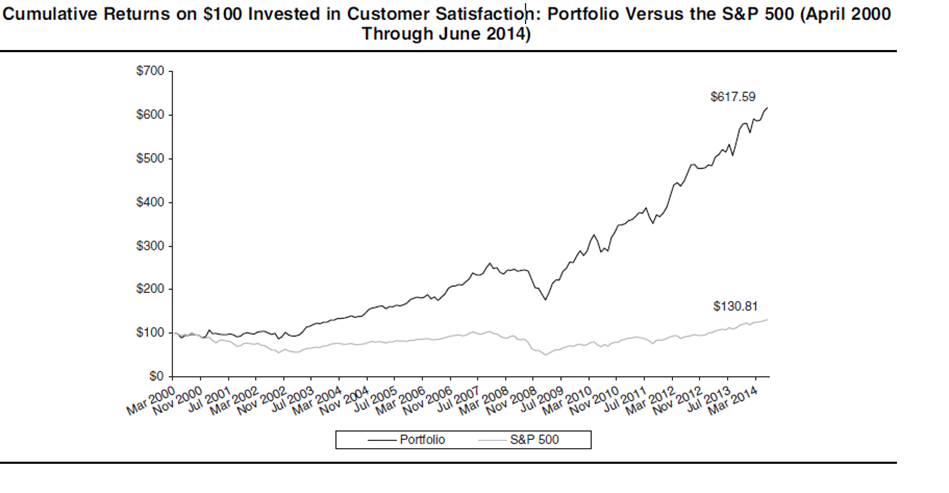 Cumulative Returns on $100 Invested in Customer Satisfaction: Portfolio Versus the S&P 500 (April 2000
Through June 2014)
$700
$617.59
$600
$500
$400
$300
$200
$130.81
$100
$0
Mar 2000
Nov 2000
Jul 2001
Mar 2002
Nov 2002
Jul 2003
Mar 2004
Nov 2004
Jul 2005
Mar 2006
Nov 2006
Jul 2007
Mar 2008
Nov 2008
Jul 2009
Mar 2010
Nov 2010
Jul 2011
Mar 2012
Nov 2012
Jul 2013
Mar 2014
Portfolio
S&P 500